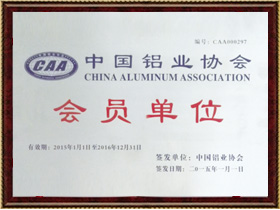 编号：CAA000297
CAA
中国铝业协会
CHINA ALUMINUM ASSOCIATION
会员单位
有效期：2015年1月1日至2016年12月31日
签发单位：中国铝业协会
签发日期：二〇一五年一月一日